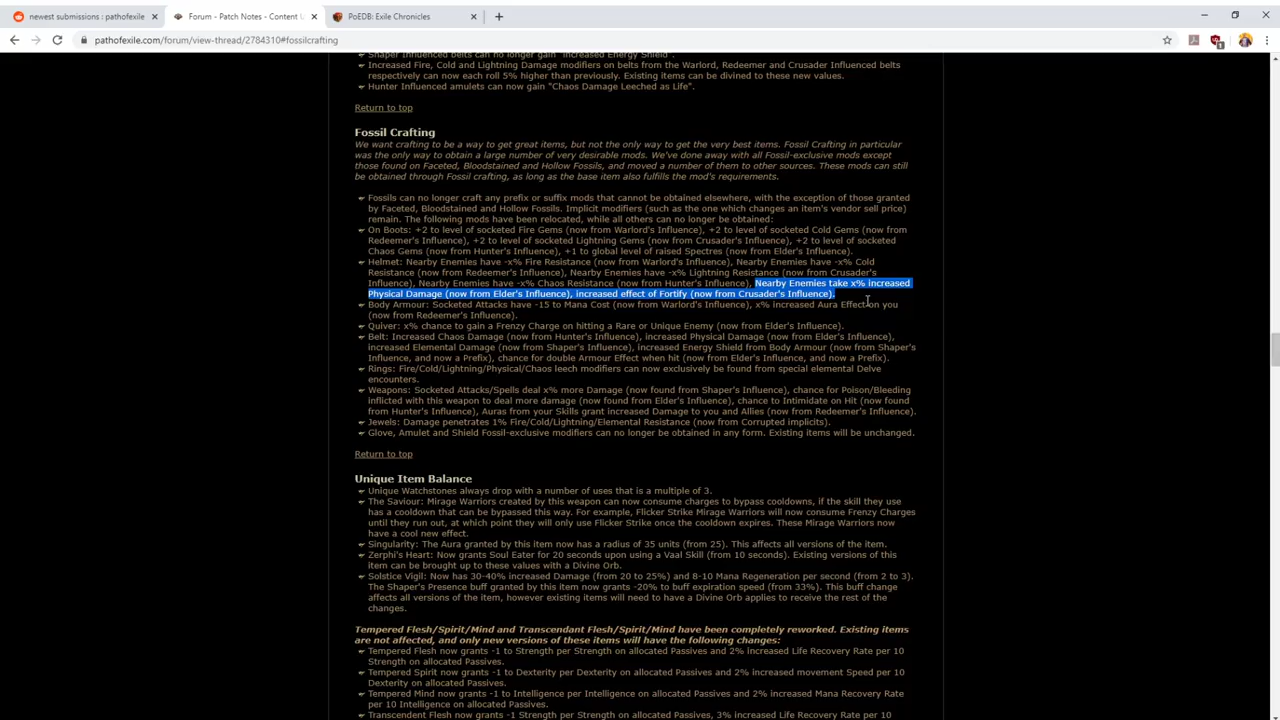 newest submissions : pathofexile
Forum - Patch Notes - Content U
PoEDB: Exile Chronicles
pathofexile.com/forum/view-thread/2784310#fossilcrafting
Shaper Influenced belts can no longer gain "increased Energy Shield".
Increased Fire, Cold and Lightning Damage modifiers on belts from the Warlord, Redeemer and Crusader Influenced belts
respectively can now each roll 5% higher than previously. Existing items can be divined to these new values.
Hunter Influenced amulets can now gain "Chaos Damage Leeched as Life".
Return to top
Fossil Crafting
We want crafting to be a way to get great items, but not the only way to get the very best items. Fossil Crafting in particular
was the only way to obtain a large number of very desirable mods. We've done away with all Fossil-exclusive mods except
those found on Faceted, Bloodstained and Hollow Fossils, and moved a number of them to other sources. These mods can still
be obtained through Fossil crafting, as long as the base item also fulfills the mod's requirements.
Fossils can no longer craft any prefix or suffix mods that cannot be obtained elsewhere, with the exception of those granted
by Faceted, Bloodstained and Hollow Fossils. Implicit modifiers (such as the one which changes an item's vendor sell price)
remain. The following mods have been relocated, while all others can no longer be obtained:
On Boots: +2 to level of socketed Fire Gems (now from Warlord's Influence), +2 to level of socketed Cold Gems (now from
Redeemer's Influence), +2 to level of socketed Lightning Gems (now from Crusader's Influence), +2 to level of socketed
Chaos Gems (now from Hunter's Influence), +1 to global level of raised Spectres (now from Elder's Influence).
Helmet: Nearby Enemies have -x% Fire Resistance (now from Warlord's Influence), Nearby Enemies have -x% Cold
Resistance (now from Redeemer's Influence), Nearby Enemies have -x% Lightning Resistance (now from Crusader's
Influence), Nearby Enemies have -x% Chaos Resistance (now from Hunter's Influence), Nearby Enemies take x% increased
Physical Damage (now from Elder's Influence), increased effect of Fortify (now from Crusader's Influence).
Body Armour: Socketed Attacks have -15 to Mana Cost (now from Warlord's Influence), x% increased Aura Effect on you
(now from Redeemer's Influence).
Quiver: x% chance to gain a Frenzy Charge on hitting a Rare or Unique Enemy (now from Elder's Influence).
Belt: Increased Chaos Damage (now from Hunter's Influence), increased Physical Damage (now from Elder's Influence),
increased Elemental Damage (now from Shaper's Influence), increased Energy Shield from Body Armour (now from Shaper's
Influence, and now a Prefix), chance for double Armour Effect when hit (now from Elder's Influence, and now a Prefix).
Rings: Fire/Cold/Lightning/Physical/Chaos leech modifiers can now exclusively be found from special elemental Delve
encounters.
Weapons: Socketed Attacks/Spells deal x% more Damage (now found from Shaper's Influence), chance for Poison/Bleeding
inflicted with this weapon to deal more damage (now found from Elder's Influence), chance to Intimidate on Hit (now found
from Hunter's Influence), Auras from your Skills grant increased Damage to you and Allies (now from Redeemer's Influence).
Jewels: Damage penetrates 1% Fire/Cold/Lightning/Elemental Resistance (now from Corrupted implicits).
Glove, Amulet and Shield Fossil-exclusive modifiers can no longer be obtained in any form. Existing items will be unchanged.
Return to top
Unique Item Balance
Unique Watchstones always drop with a number of uses that is a multiple of 3.
The Saviour: Mirage Warriors created by this weapon can now consume charges to bypass cooldowns, if the skill they use
has a cooldown that can be bypassed this way. For example, Flicker Strike Mirage Warriors will now consume Frenzy Charges
until they run out, at which point they will only use Flicker Strike once the cooldown expires. These Mirage Warriors now
have a cool new effect.
Singularity: The Aura granted by this item now has a radius of 35 units (from 25). This affects all versions of the item.
Zerphi's Heart: Now grants Soul Eater for 20 seconds upon using a Vaal Skill (from 10 seconds). Existing versions of this
item can be brought up to these values with a Divine Orb.
Solstice Vigil: Now has 30-40% increased Damage (from 20 to 25%) and 8-10 Mana Regeneration per second (from 2 to 3).
The Shaper's Presence buff granted by this item now grants -20% to buff expiration speed (from 33%). This buff change
affects all versions of the item, however existing items will need to have a Divine Orb applies to receive the rest of the
changes.
Tempered Flesh/Spirit/Mind and Transcendant Flesh/Spirit/Mind have been completely reworked. Existing items
are not affected, and only new versions of these items will have the following changes:
Tempered Flesh now grants -1 to Strength per Strength on allocated Passives and 2% increased Life Recovery Rate per 10
Strength on allocated Passives.
Tempered Spirit now grants -1 to Dexterity per Dexterity on allocated Passives and 2% increased movement Speed per 10
Dexterity on allocated Passives.
Tempered Mind now grants -1 to Intelligence per Intelligence on allocated Passives and 2% increased Mana Recovery Rate
per 10 Intelligence on allocated Passives.
Transcendent Flesh now grants -1 Strength per Strength on allocated Passives, 3% increased Life Recovery Rate per 10